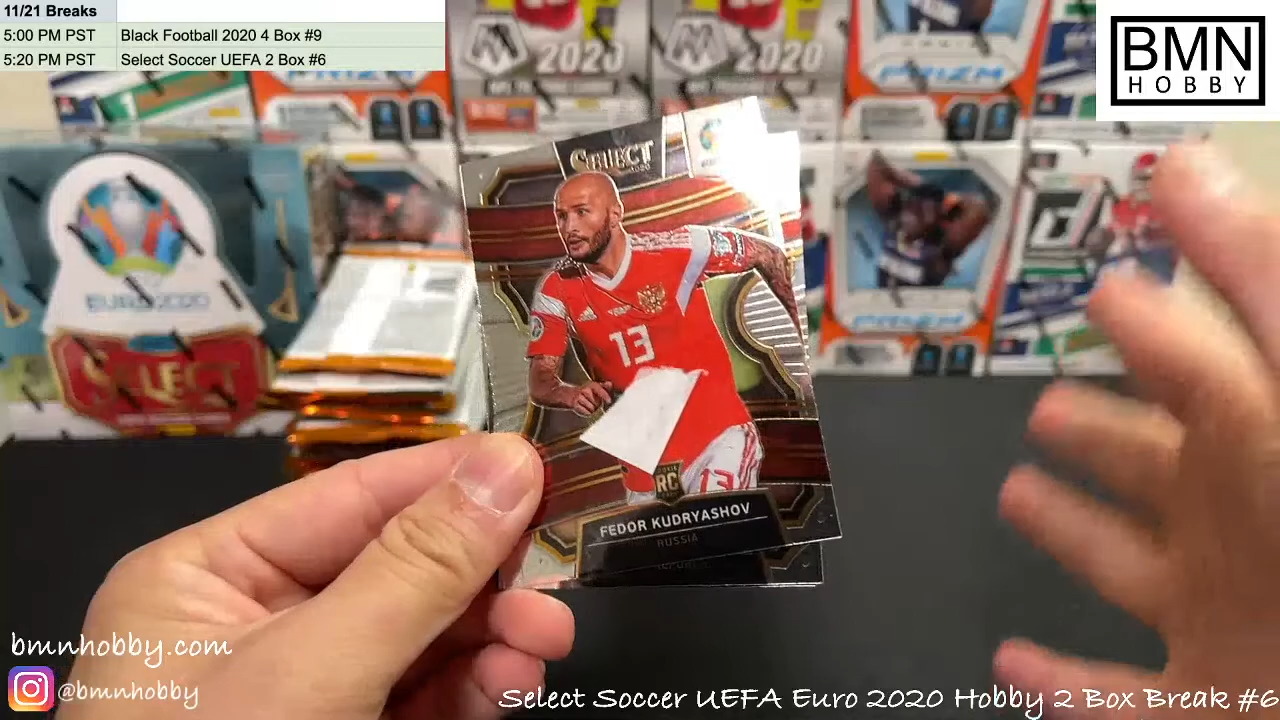 11/21 Breaks
5:00 PM PST Black Football 2020 4 Box #9
5:20 PM PST Select Soccer UEFA 2 Box #6
BMN
HOBBY
2020
2020
PRIZM
SELECT
2020
EURO2020
SELECT
PRIZM
13
13
RC
FEDOR KUDRYASHOV
RUSSIA
bmnhobby.com
@bmnhobby
Select Soccer UEFA Euro 2020 Hobby 2 Box Break #6